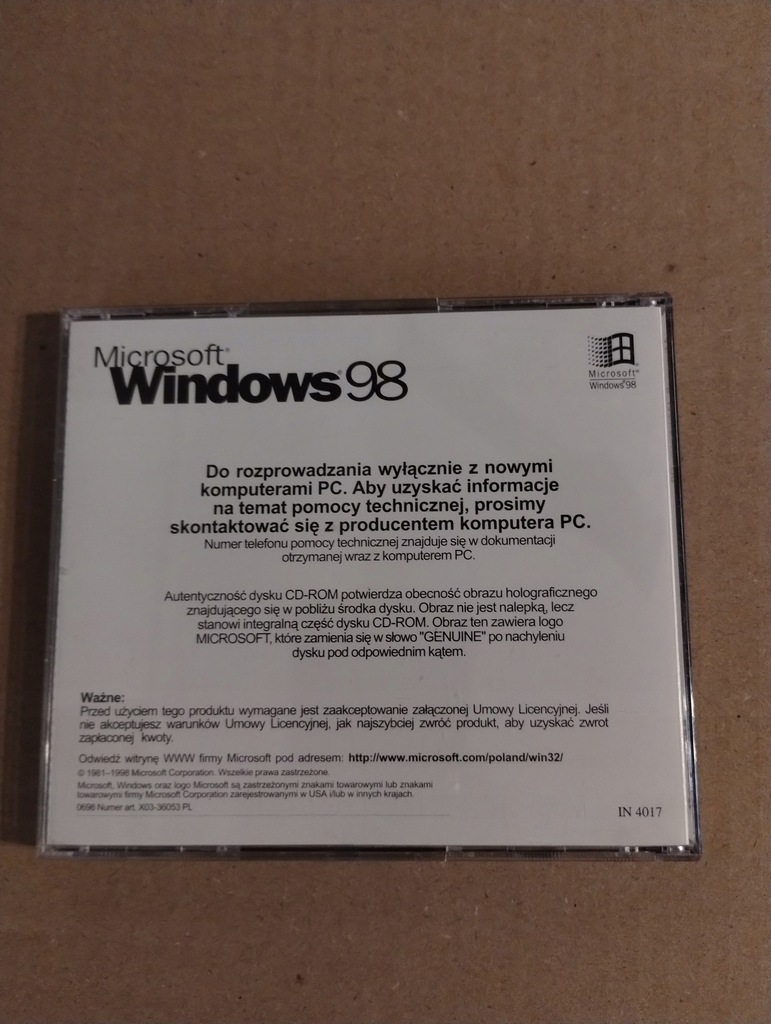 Microsoft®
Windows®98
Microsoft®
Windows®98
Do rozprowadzania wyłącznie z nowymi
komputerami PC. Aby uzyskać informacje
na temat pomocy technicznej, prosimy
skontaktować się z producentem komputera PC.
Numer telefonu pomocy technicznej znajduje się w dokumentacji
otrzymanej wraz z komputerem PC.
Autentyczność dysku CD-ROM potwierdza obecność obrazu holograficznego
znajdującego się w pobliżu środka dysku. Obraz nie jest nalepką, lecz
stanowi integralną część dysku CD-ROM. Obraz ten zawiera logo
MICROSOFT, które zamienia się w słowo "GENUINE" po nachyleniu
dysku pod odpowiednim kątem.
Ważne:
Przed użyciem tego produktu wymagane jest zaakceptowanie załączonej Umowy Licencyjnej. Jeśli
nie akceptujesz warunków Umowy Licencyjnej, jak najszybciej zwróć produkt, aby uzyskać zwrot
zapłaconej kwoty.
Odwiedź witrynę WWW firmy Microsoft pod adresem: http://www.microsoft.com/poland/win32/
© 1981–1998 Microsoft Corporation. Wszelkie prawa zastrzeżone.
Microsoft, Windows oraz logo Microsoft są zastrzeżonymi znakami towarowymi lub znakami
towarowymi firmy Microsoft Corporation zarejestrowanymi w USA i/lub w innych krajach.
0698 Numer art. X03-36053 PL
IN 4017